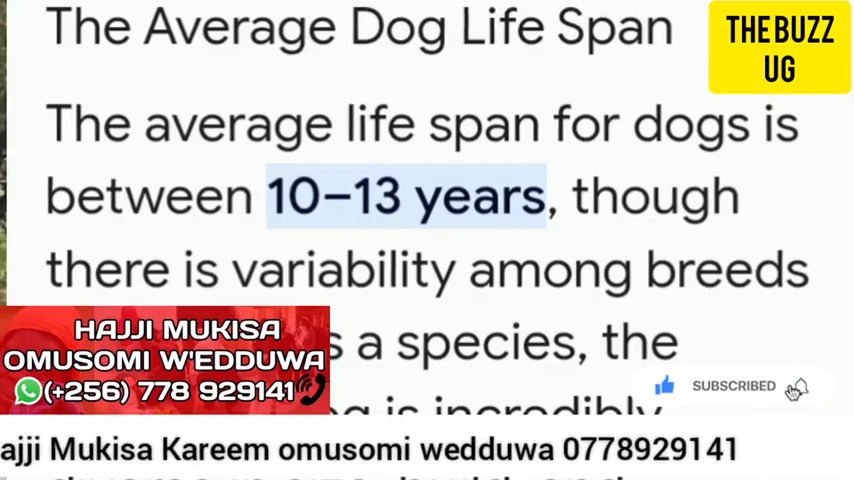 The Average Dog Life Span
THE BUZZ
UG
The average life span for dogs is
between 10–13 years, though
there is variability among breeds
s a species, the
is incredibly
HAJJI MUKISA
OMUSOMI W'EDDUWA
(+256) 778 929141
SUBSCRIBED
ajji Mukisa Kareem omusomi wedduwa 0778929141